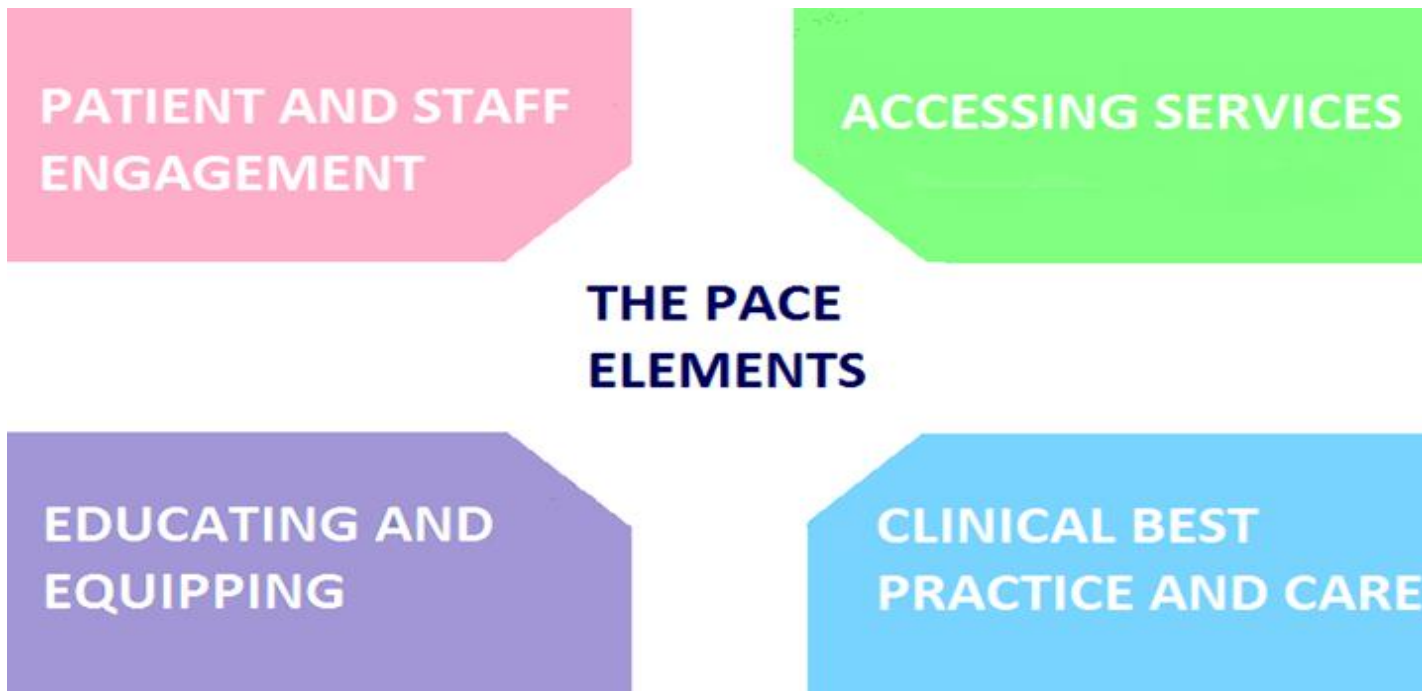 PATIENT AND STAFF
ENGAGEMENT
ACCESSING SERVICES
THE PACE
ELEMENTS
EDUCATING AND
EQUIPPING
CLINICAL BEST
PRACTICE AND CARE